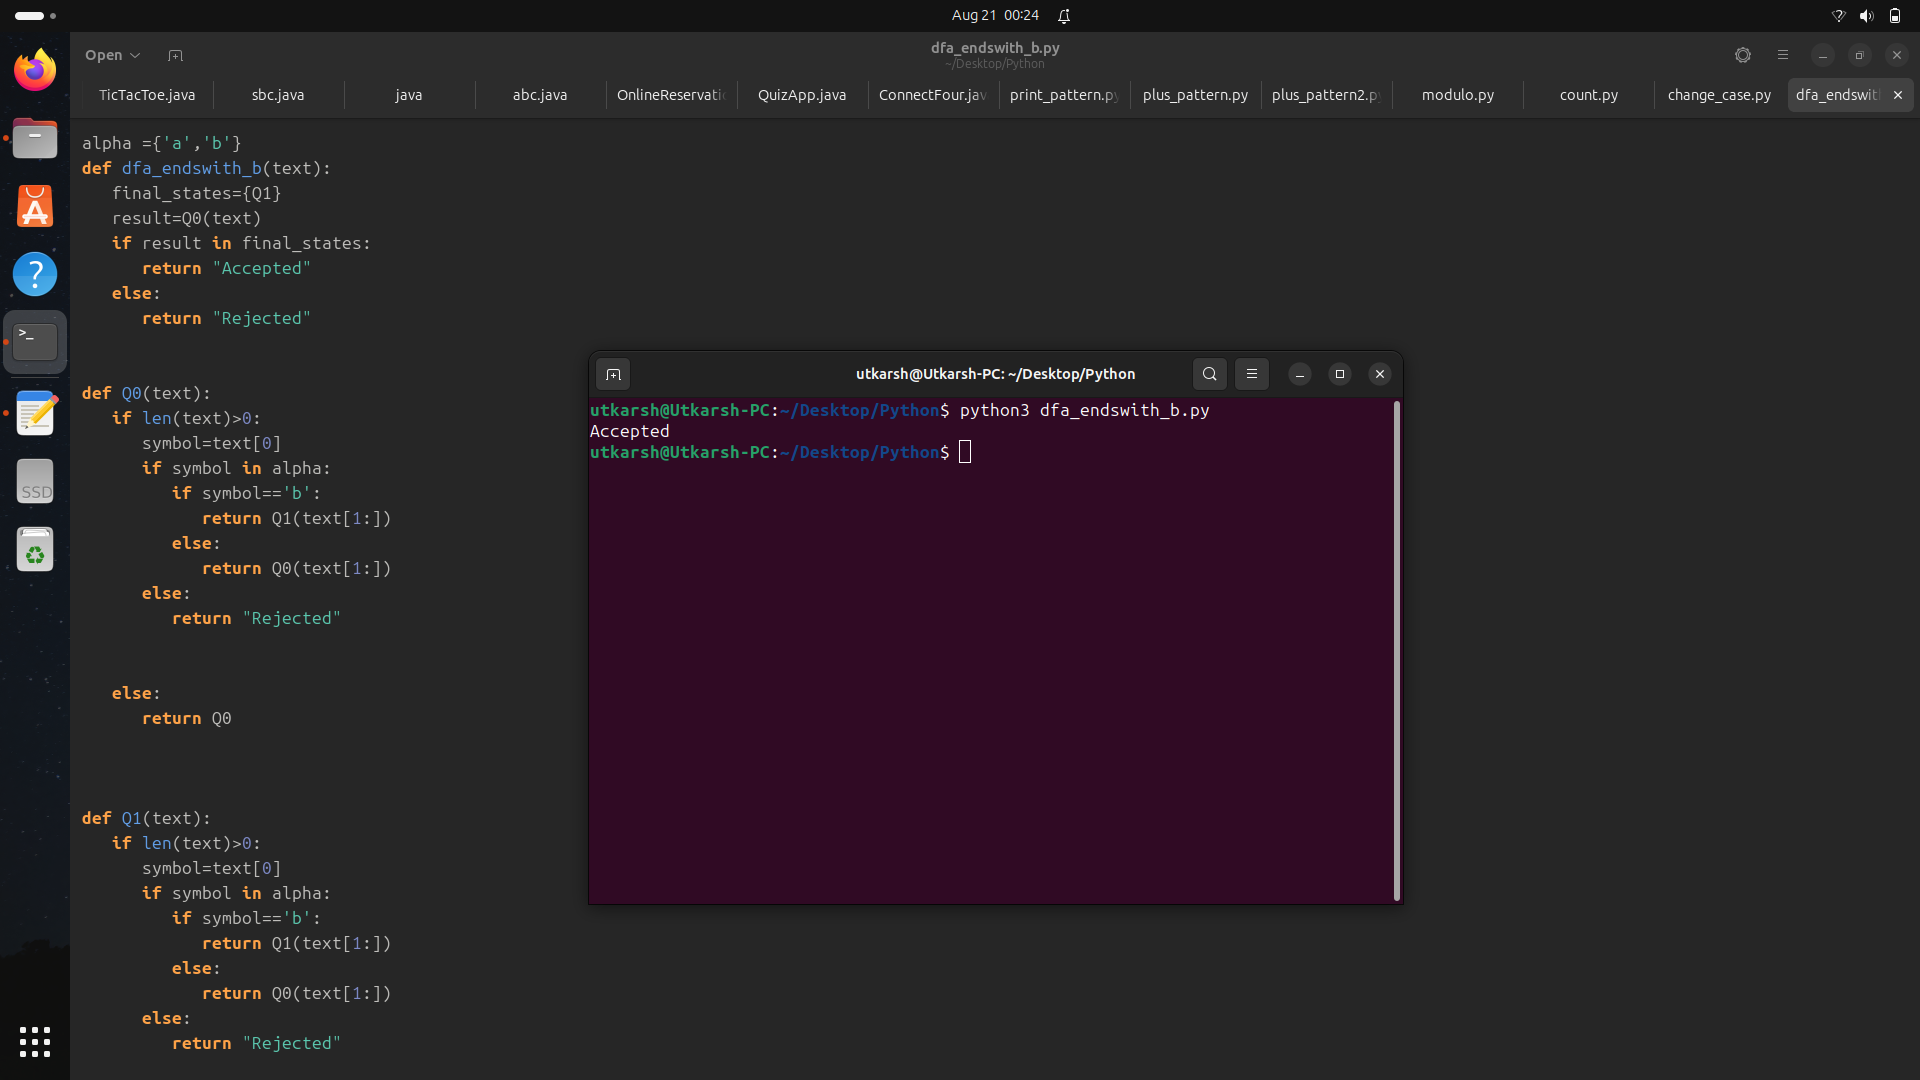 Aug 21 00:24
Open
dfa_endswith_b.py
~/Desktop/Python
TicTacToe.java
sbc.java
java
abc.java
OnlineReservatio
QuizApp.java
ConnectFour.jav
print_pattern.py
plus_pattern.py
plus_pattern2.p
modulo.py
count.py
change_case.py
dfa_endswit
alpha ={'a','b'}
def dfa_endswith_b(text):
   final_states={Q1}
   result=Q0(text)
   if result in final_states:
      return "Accepted"
   else:
      return "Rejected"
def Q0(text):
   if len(text)>0:
      symbol=text[0]
      if symbol in alpha:
         if symbol=='b':
            return Q1(text[1:])
         else:
            return Q0(text[1:])
      else:
         return "Rejected"
   else:
      return Q0
def Q1(text):
   if len(text)>0:
      symbol=text[0]
      if symbol in alpha:
         if symbol=='b':
            return Q1(text[1:])
         else:
            return Q0(text[1:])
      else:
         return "Rejected"
utkarsh@Utkarsh-PC: ~/Desktop/Python
utkarsh@Utkarsh-PC:~/Desktop/Python$ python3 dfa_endswith_b.py
Accepted
utkarsh@Utkarsh-PC:~/Desktop/Python$
>_
?
SSD